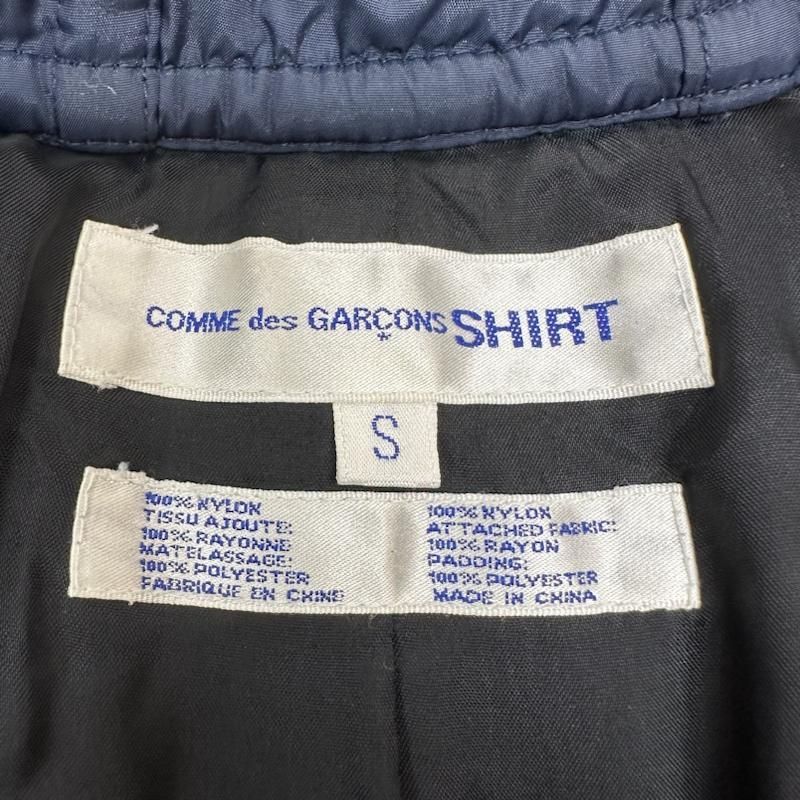 COMME des GARÇONS SHIRT
S
100% NYLON
TISSU AJOUTE:
100% RAYONNE
MATELASSAGE:
100% POLYESTER
FABRIQUE EN CHINE
100% NYLON
ATTACHED FABRIC:
100% RAYON
PADDING:
100% POLYESTER
MADE IN CHINA